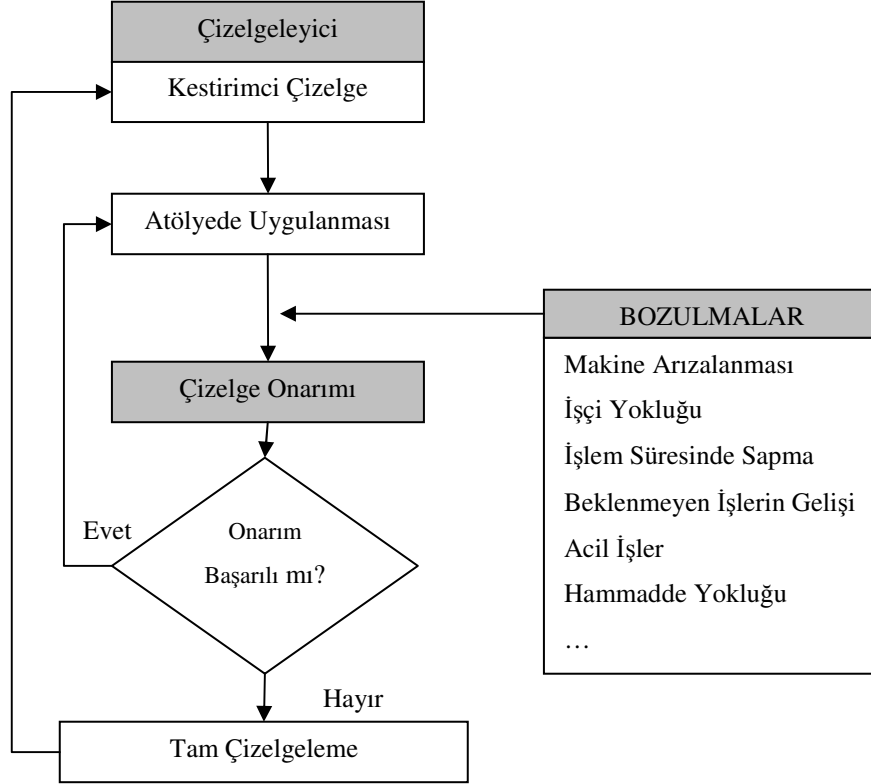 Çizelgeleyici
Kestirimci Çizelge
Atölyede Uygulanması
BOZULMALAR
Makine Arızalanması
İşçi Yokluğu
İşlem Süresinde Sapma
Beklenmeyen İşlerin Gelişi
Acil İşler
Hammadde Yokluğu
…
Çizelge Onarımı
Evet
Onarım
Başarılı mı?
Hayır
Tam Çizelgeleme